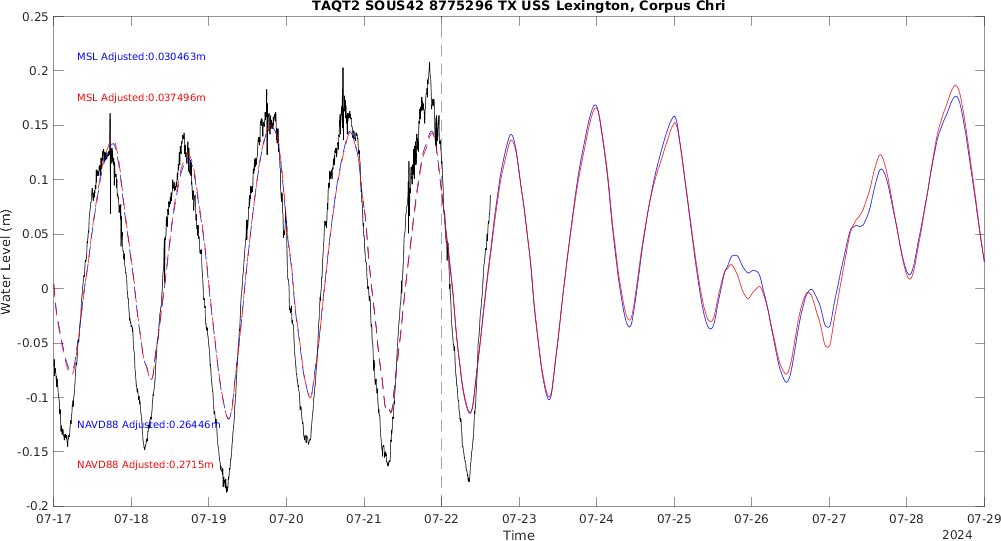 TAQT2 SOUS42 8775296 TX USS Lexington, Corpus Chri
0.25
MSL Adjusted:0.030463m
0.2
MSL Adjusted:0.037496m
0.15
0.1
0.05
Water Level (m)
0
-0.05
-0.1
NAVD88 Adjusted:0.26446m
-0.15
NAVD88 Adjusted:0.2715m
-0.2
07-17 07-18 07-19 07-20 07-21 07-22 07-23 07-24 07-25 07-26 07-27 07-28 07-29
Time
2024